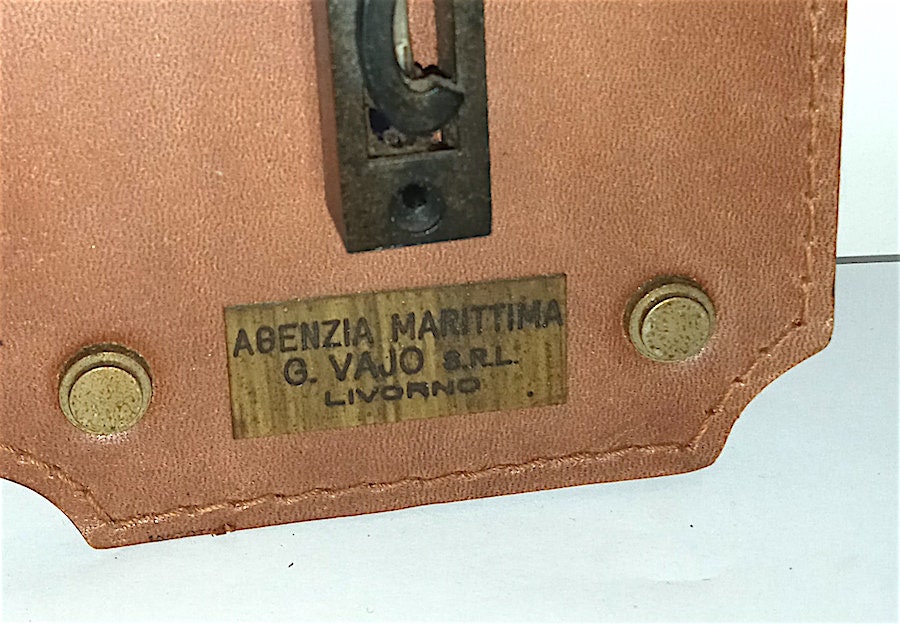 AGENZIA MARITTIMA
G. VAJO S.R.L.
LIVORNO